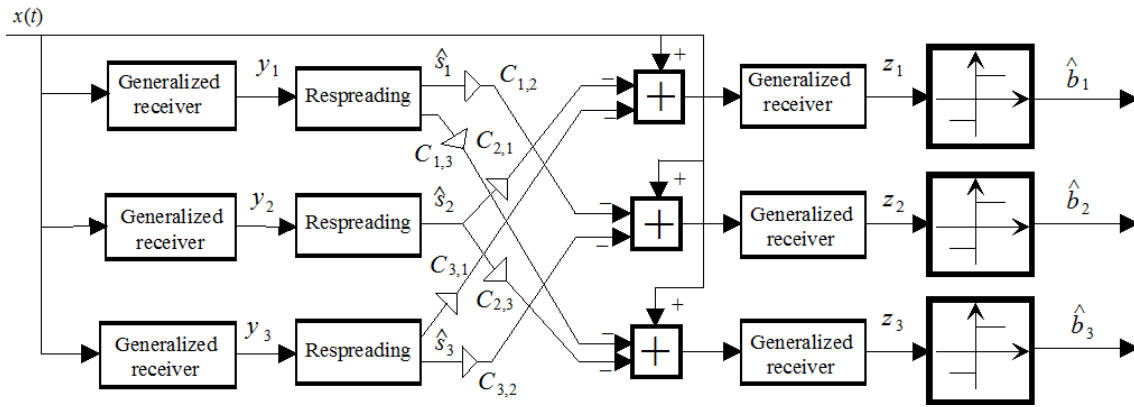 x(t)
Generalized receiver
y₁
Respreading
ŝ₁
C₁,₂
+
−
−
+
Generalized receiver
z₁
b̂₁
C₁,₃
C₂,₁
Generalized receiver
y₂
Respreading
ŝ₂
+
−
−
+
Generalized receiver
z₂
b̂₂
C₃,₁
C₂,₃
Generalized receiver
y₃
Respreading
ŝ₃
C₃,₂
+
−
−
+
Generalized receiver
z₃
b̂₃